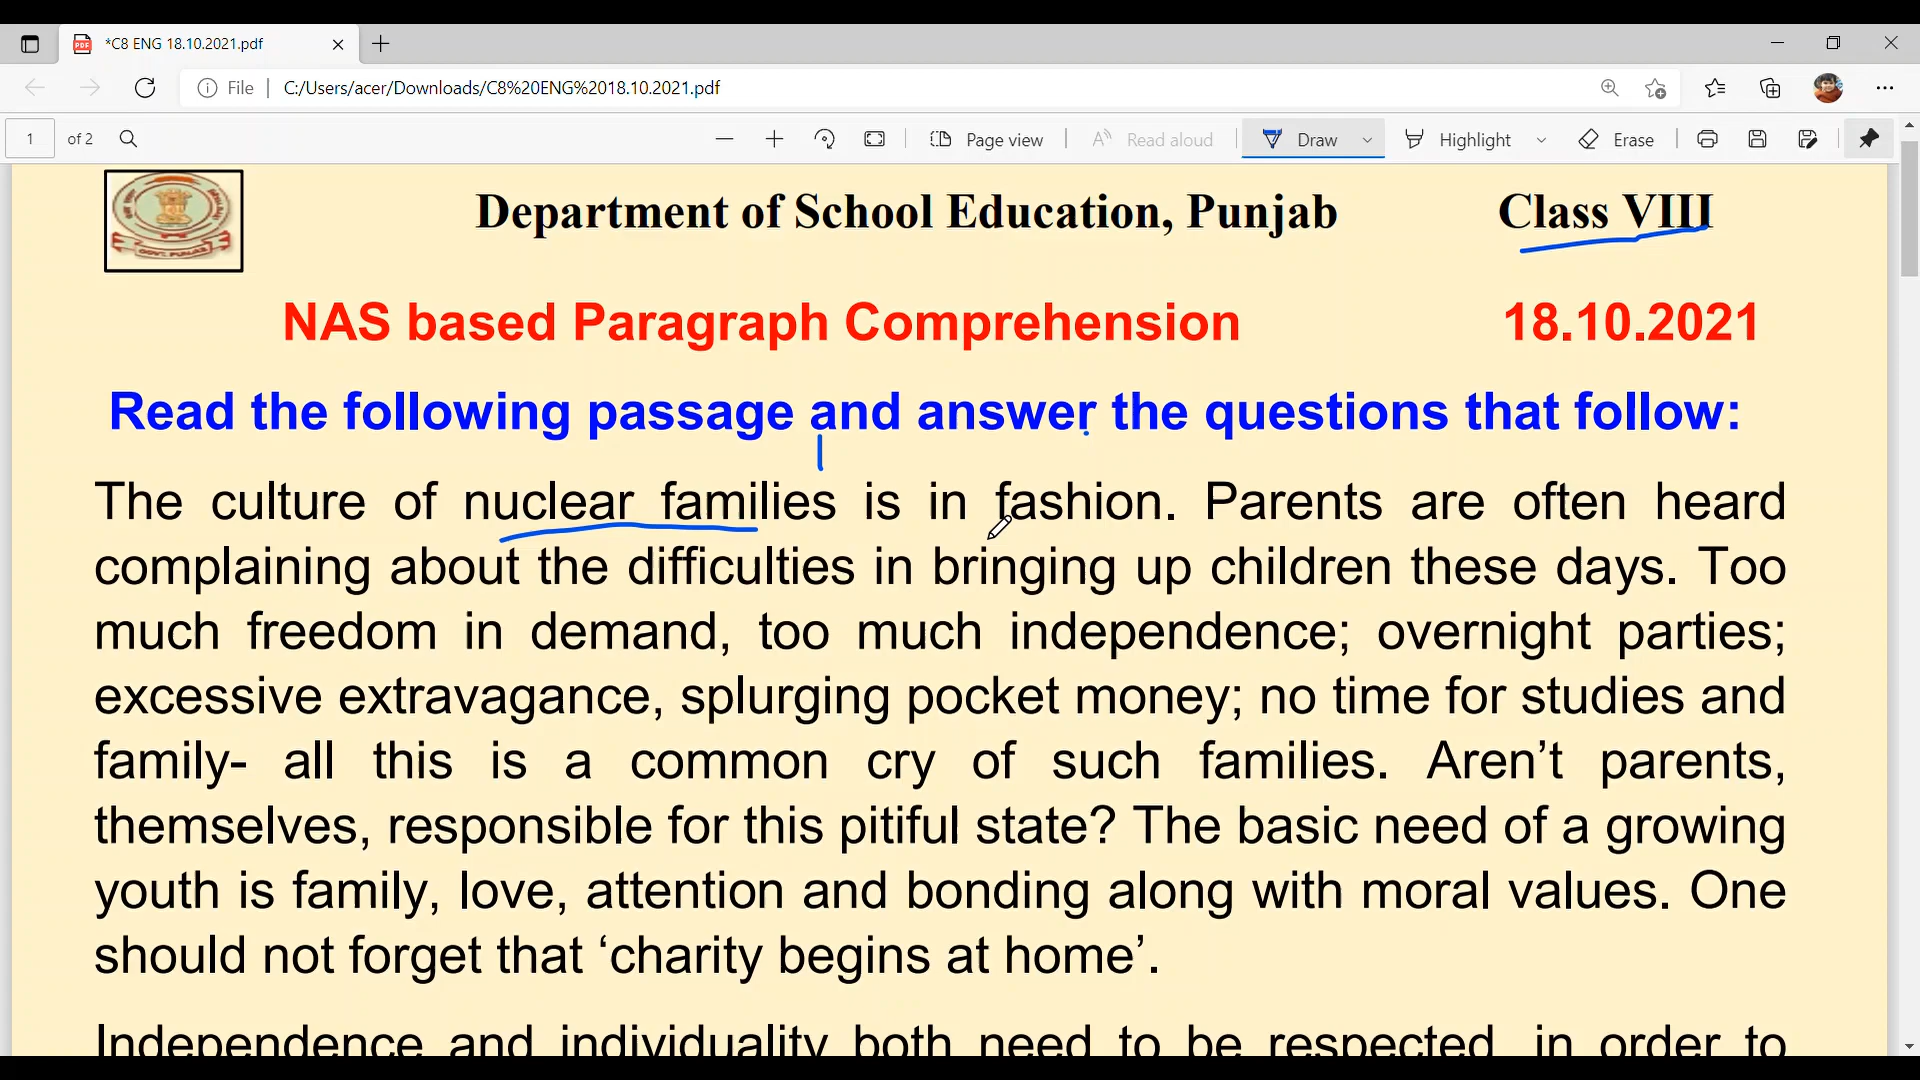 *C8 ENG 18.10.2021.pdf
File C:/Users/acer/Downloads/C8%20ENG%2018.10.2021.pdf
1 of 2 Page view Read aloud Draw Highlight Erase
Department of School Education, Punjab Class VIII
NAS based Paragraph Comprehension 18.10.2021
Read the following passage and answer the questions that follow:
The culture of nuclear families is in fashion. Parents are often heard
complaining about the difficulties in bringing up children these days. Too
much freedom in demand, too much independence; overnight parties;
excessive extravagance, splurging pocket money; no time for studies and
family- all this is a common cry of such families. Aren’t parents,
themselves, responsible for this pitiful state? The basic need of a growing
youth is family, love, attention and bonding along with moral values. One
should not forget that ‘charity begins at home’.
Independence and individuality both need to be respected, in order to